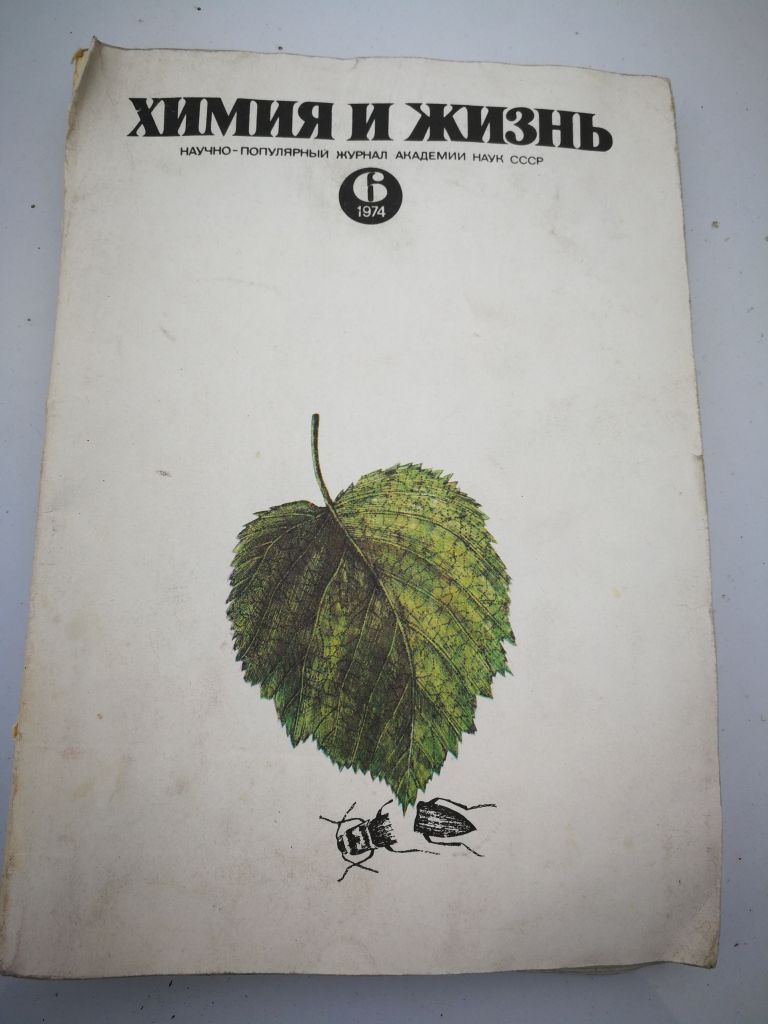 ХИМИЯ И ЖИЗНЬ
НАУЧНО-ПОПУЛЯРНЫЙ ЖУРНАЛ АКАДЕМИИ НАУК СССР
6
1974